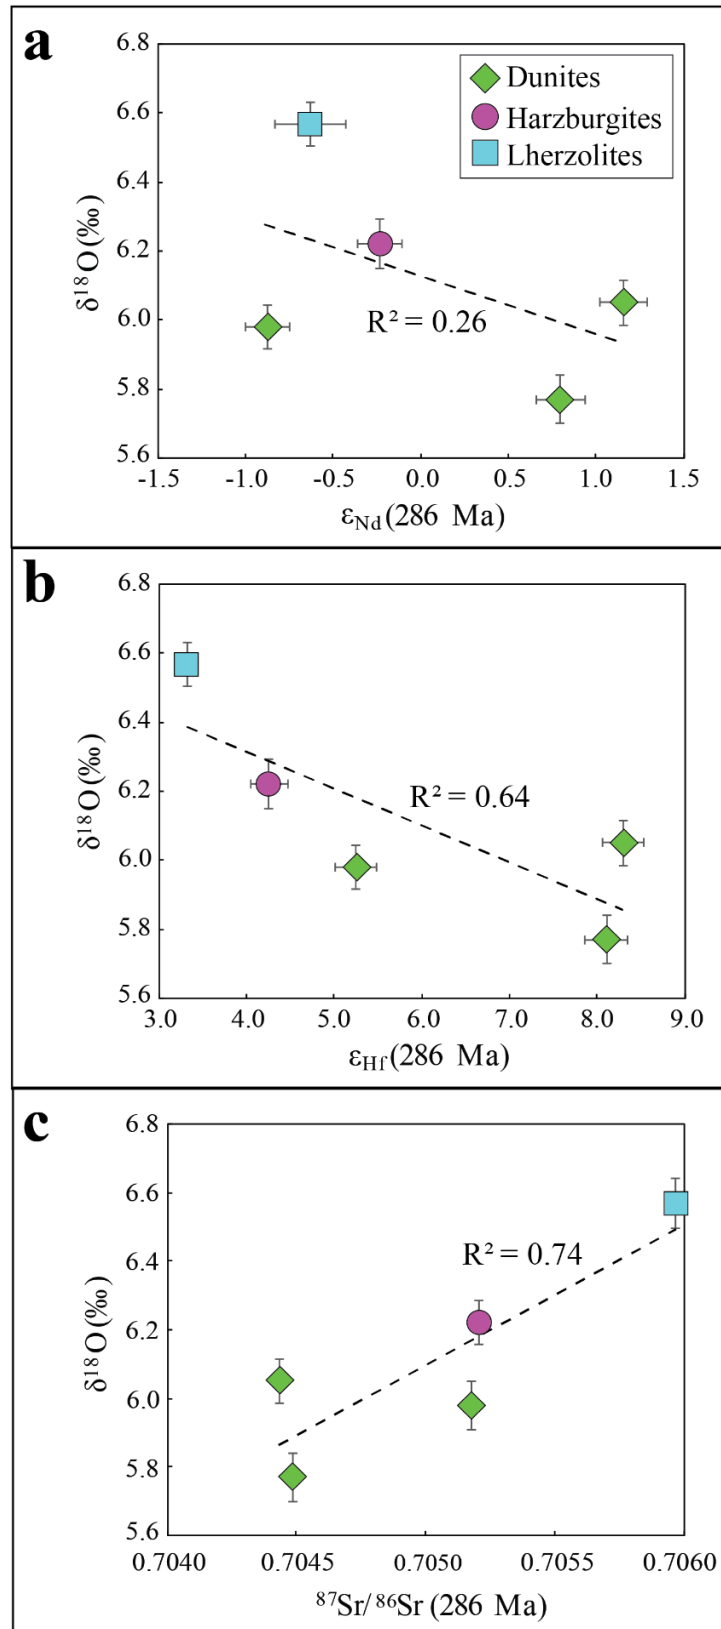 a
6.8
6.6
6.4
6.2
6.0
5.8
5.6
δ¹⁸O(‰)
Dunites
Harzburgites
Lherzolites
R² = 0.26
-1.5 -1.0 -0.5 0.0 0.5 1.0 1.5
εNd(286 Ma)
b
6.8
6.6
6.4
6.2
6.0
5.8
5.6
δ¹⁸O(‰)
R² = 0.64
3.0 4.0 5.0 6.0 7.0 8.0 9.0
εHf(286 Ma)
c
6.8
6.6
6.4
6.2
6.0
5.8
5.6
δ¹⁸O(‰)
R² = 0.74
0.7040 0.7045 0.7050 0.7055 0.7060
⁸⁷Sr/⁸⁶Sr (286 Ma)